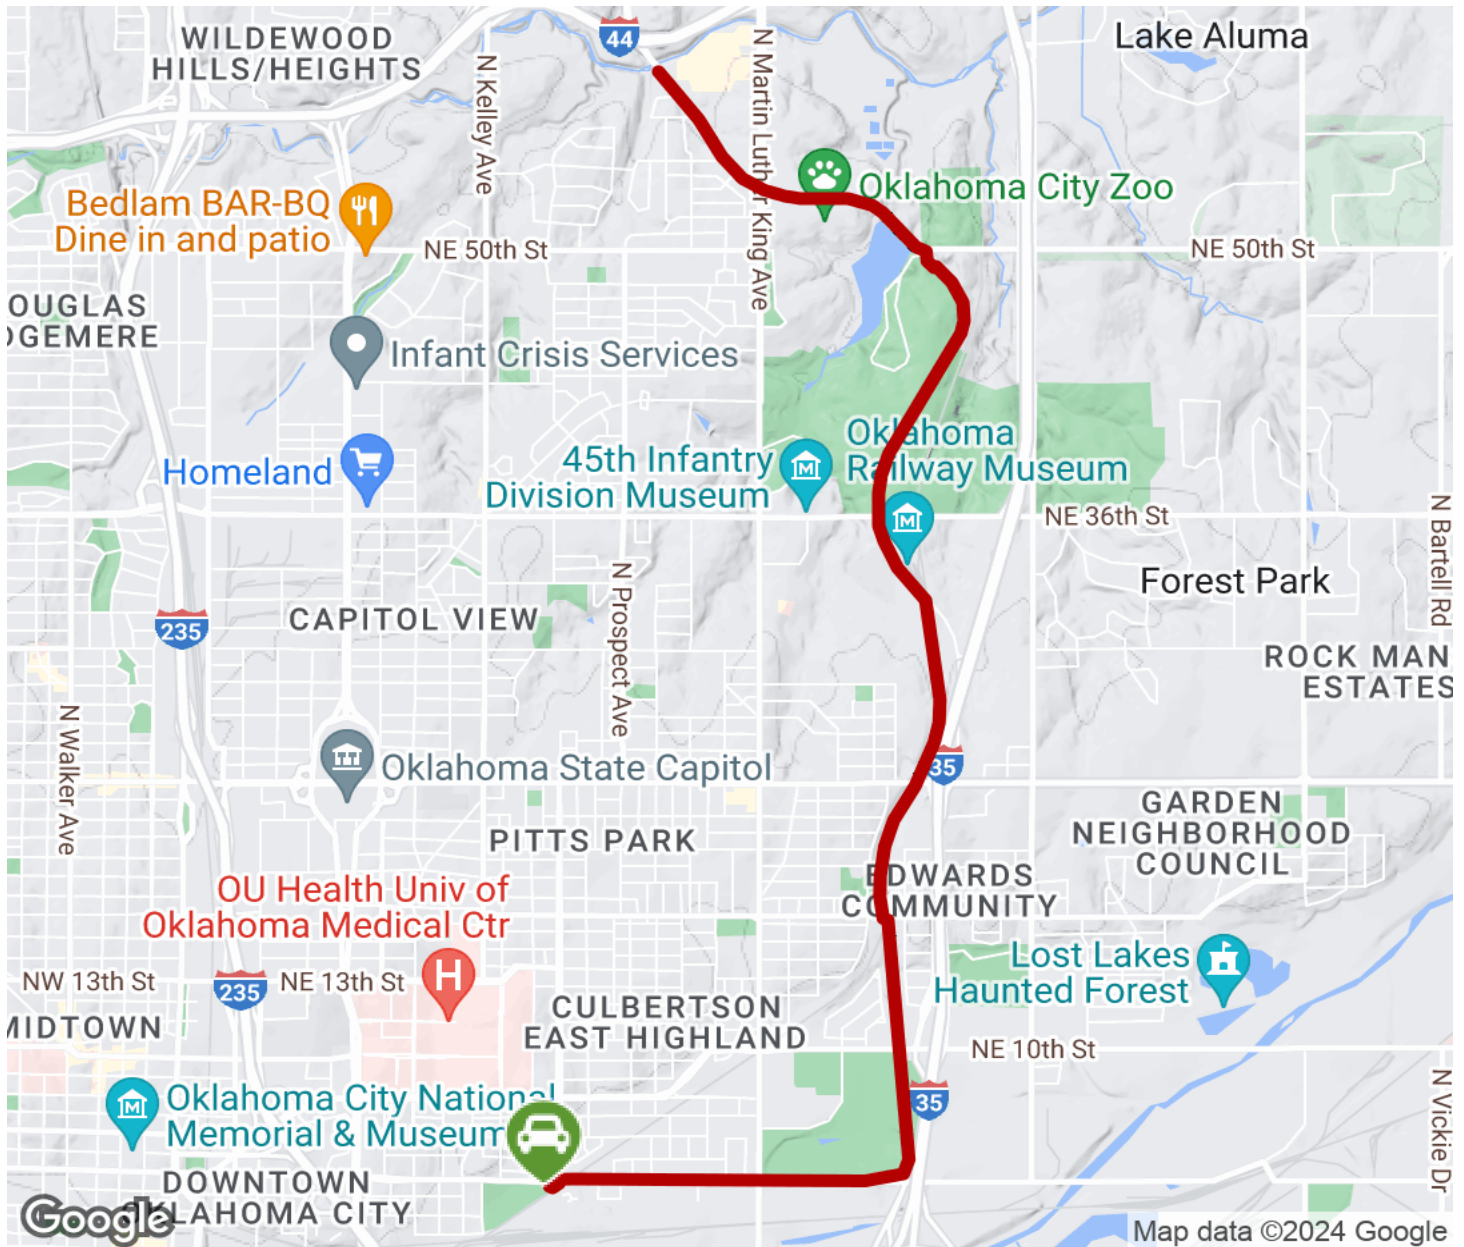 WILDEWOOD
HILLS/HEIGHTS
44
Lake Aluma
N Kelley Ave
N Martin Luther King Ave
Bedlam BAR-BQ
Dine in and patio
Oklahoma City Zoo
NE 50th St
NE 50th St
OUGLAS
DGEMERE
Infant Crisis Services
Homeland
45th Infantry
Division Museum
Oklahoma
Railway Museum
NE 36th St
N Bartell Rd
Forest Park
N Prospect Ave
CAPITOL VIEW
235
ROCK MAN
ESTATES
N Walker Ave
Oklahoma State Capitol
35
GARDEN
NEIGHBORHOOD
COUNCIL
PITTS PARK
EDWARDS
COMMUNITY
OU Health Univ of
Oklahoma Medical Ctr
H
Lost Lakes
Haunted Forest
NW 13th St
235
NE 13th St
MIDTOWN
CULBERTSON
EAST HIGHLAND
NE 10th St
Oklahoma City National
Memorial & Museum
35
N Vickie Dr
DOWNTOWN
OKLAHOMA CITY
Google
Map data ©2024 Google